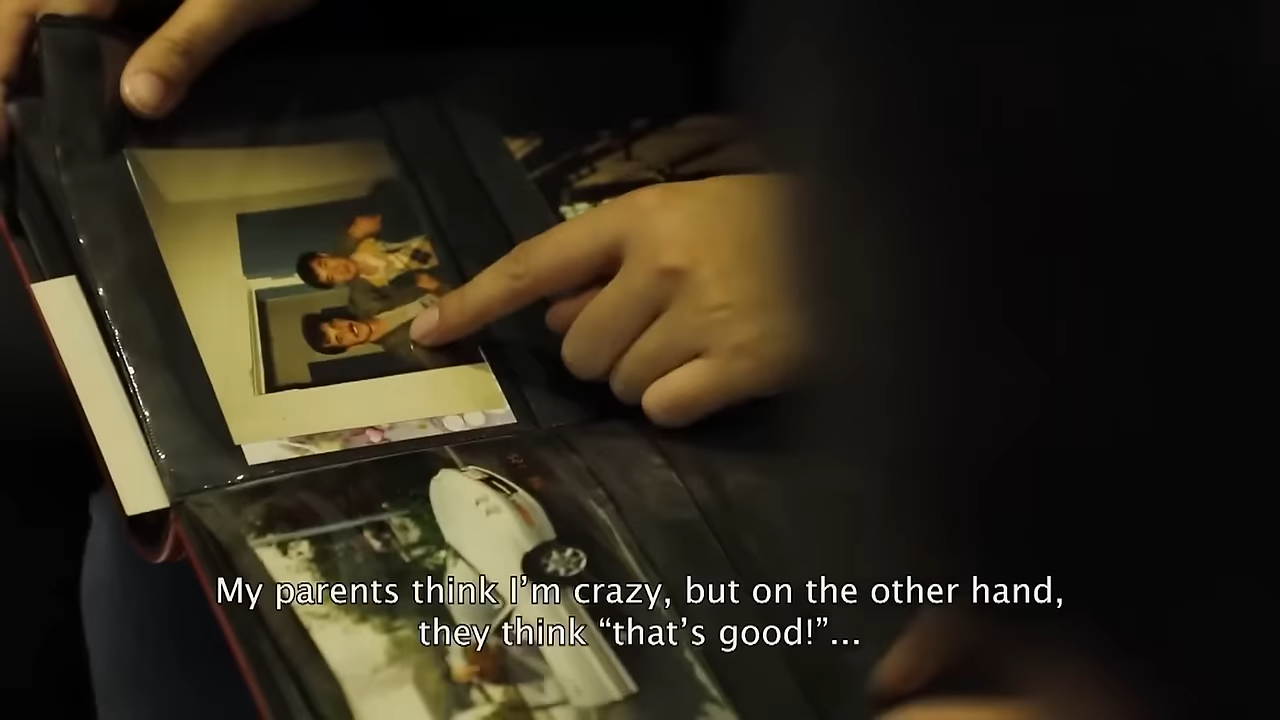 My parents think I’m crazy, but on the other hand,
they think “that’s good!”...